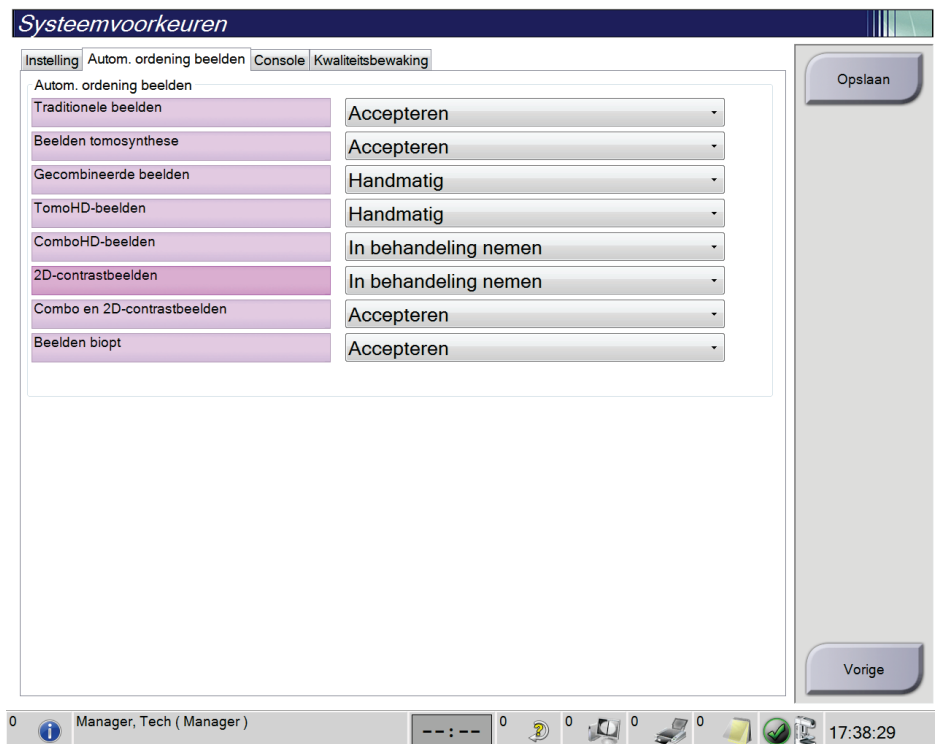 Systeemvoorkeuren
Instelling Autom. ordening beelden Console Kwaliteitsbewaking
Opslaan
Autom. ordening beelden
Traditionele beelden Accepteren
Beelden tomosynthese Accepteren
Gecombineerde beelden Handmatig
TomoHD-beelden Handmatig
ComboHD-beelden In behandeling nemen
2D-contrastbeelden In behandeling nemen
Combo en 2D-contrastbeelden Accepteren
Beelden biopt Accepteren
Vorige
0 Manager, Tech ( Manager ) --:-- 0 0 0 0 17:38:29